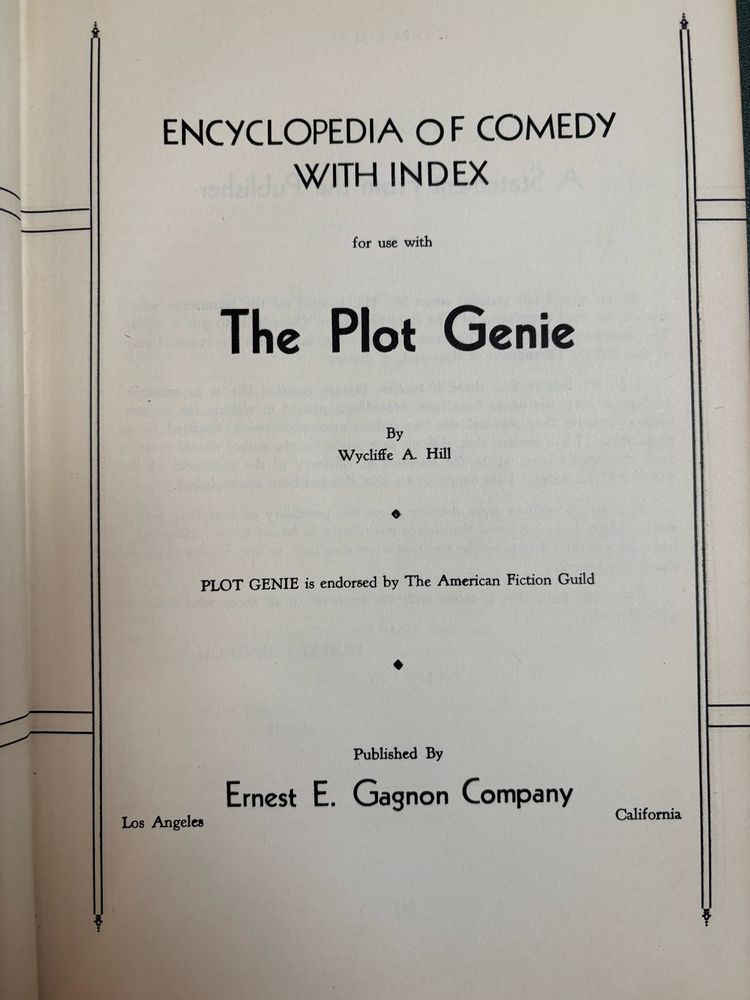 ENCYCLOPEDIA OF COMEDY
WITH INDEX
for use with
The Plot Genie
By
Wycliffe A. Hill
PLOT GENIE is endorsed by The American Fiction Guild
Published By
Ernest E. Gagnon Company
Los Angeles
California